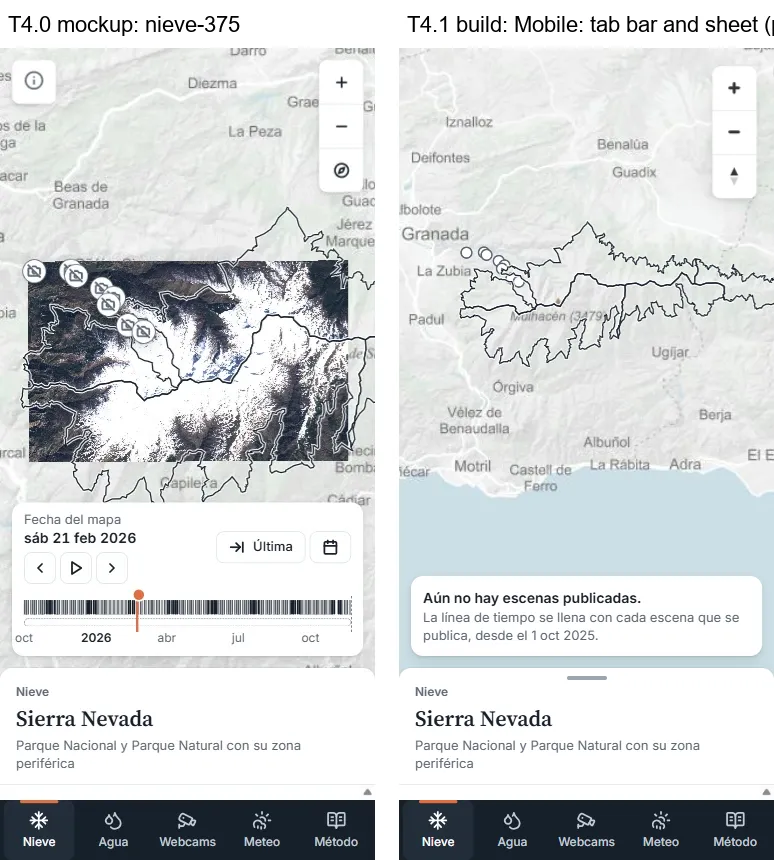 T4.0 mockup: nieve-375
Darro
Diezma
Grae
La Peza
s de la
ga
acar
Beas de
Granada
Guad
Jérez
Marque
Capileira
Cádiar
Fecha del mapa
sáb 21 feb 2026
Última
oct
2026
abr
jul
oct
Nieve
Sierra Nevada
Parque Nacional y Parque Natural con su zona
periférica
Nieve
Agua
Webcams
Meteo
Método
T4.1 build: Mobile: tab bar and sheet (
Iznalloz
Benalúa
Deifontes
Guadix
lbolote
Granada
La Zubia
Mulhacén (3479
Padul
Ugíjar
Órgiva
Vélez de
Benaudalla
Berja
Albuñol
El E
écar
Motril
Castell de
Ferro
La Rábita
Adra
Aún no hay escenas publicadas.
La línea de tiempo se llena con cada escena que se
publica, desde el 1 oct 2025.
Nieve
Sierra Nevada
Parque Nacional y Parque Natural con su zona
periférica
Nieve
Agua
Webcams
Meteo
Método